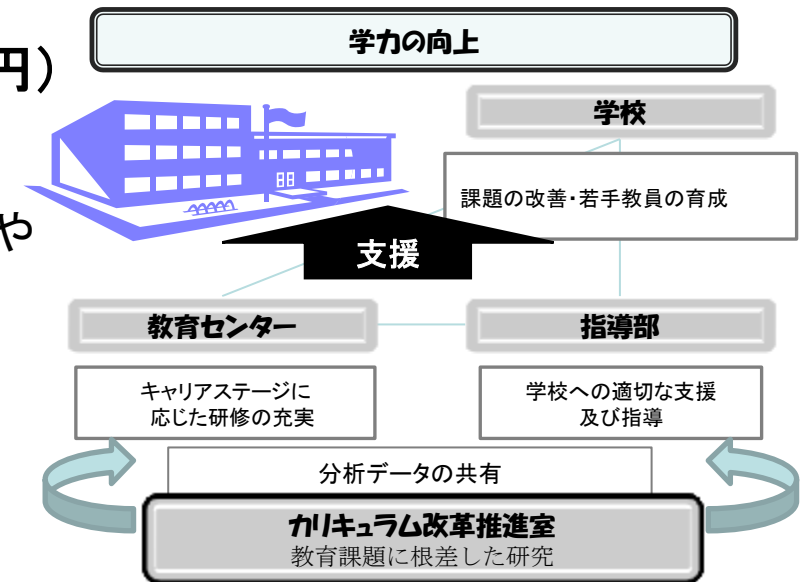 学力の向上
円）
学校
課題の改善・若手教員の育成
や
支援
教育センター
指導部
キャリアステージに
応じた研修の充実
学校への適切な支援
及び指導
分析データの共有
カリキュラム改革推進室
教育課題に根差した研究